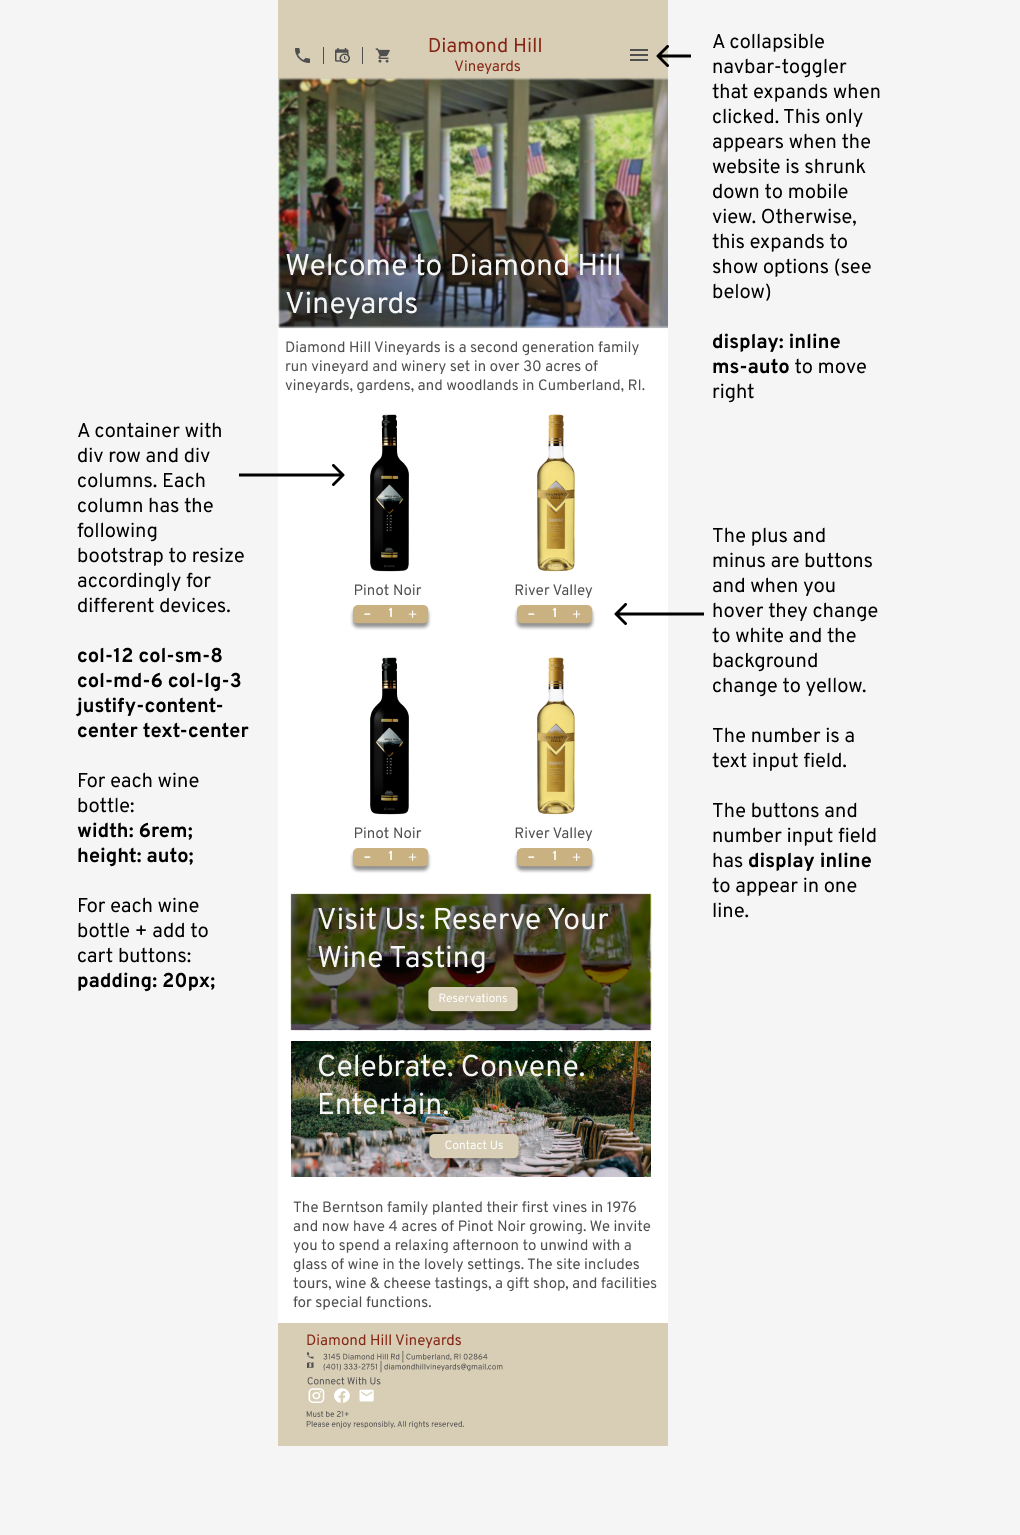 Diamond Hill
Vineyards
A collapsible
navbar-toggler
that expands when
clicked. This only
appears when the
website is shrunk
down to mobile
view. Otherwise,
this expands to
show options (see
below)
display: inline
ms-auto to move
right
Welcome to Diamond Hill
Vineyards
Diamond Hill Vineyards is a second generation family
run vineyard and winery set in over 30 acres of
vineyards, gardens, and woodlands in Cumberland, RI.
A container with
div row and div
columns. Each
column has the
following
bootstrap to resize
accordingly for
different devices.
col-12 col-sm-8
col-md-6 col-lg-3
justify-content-
center text-center
For each wine
bottle:
width: 6rem;
height: auto;
For each wine
bottle + add to
cart buttons:
padding: 20px;
Pinot Noir
River Valley
- 1 +
- 1 +
The plus and
minus are buttons
and when you
hover they change
to white and the
background
change to yellow.
The number is a
text input field.
The buttons and
number input field
has display inline
to appear in one
line.
Pinot Noir
River Valley
- 1 +
- 1 +
Visit Us: Reserve Your
Wine Tasting
Reservations
Celebrate. Convene.
Entertain.
Contact Us
The Berntson family planted their first vines in 1976
and now have 4 acres of Pinot Noir growing. We invite
you to spend a relaxing afternoon to unwind with a
glass of wine in the lovely settings. The site includes
tours, wine & cheese tastings, a gift shop, and facilities
for special functions.
Diamond Hill Vineyards
3145 Diamond Hill Rd | Cumberland, RI 02864
(401) 333-2751 | diamondhillvineyards@gmail.com
Connect With Us
Must be 21+
Please enjoy responsibly. All rights reserved.